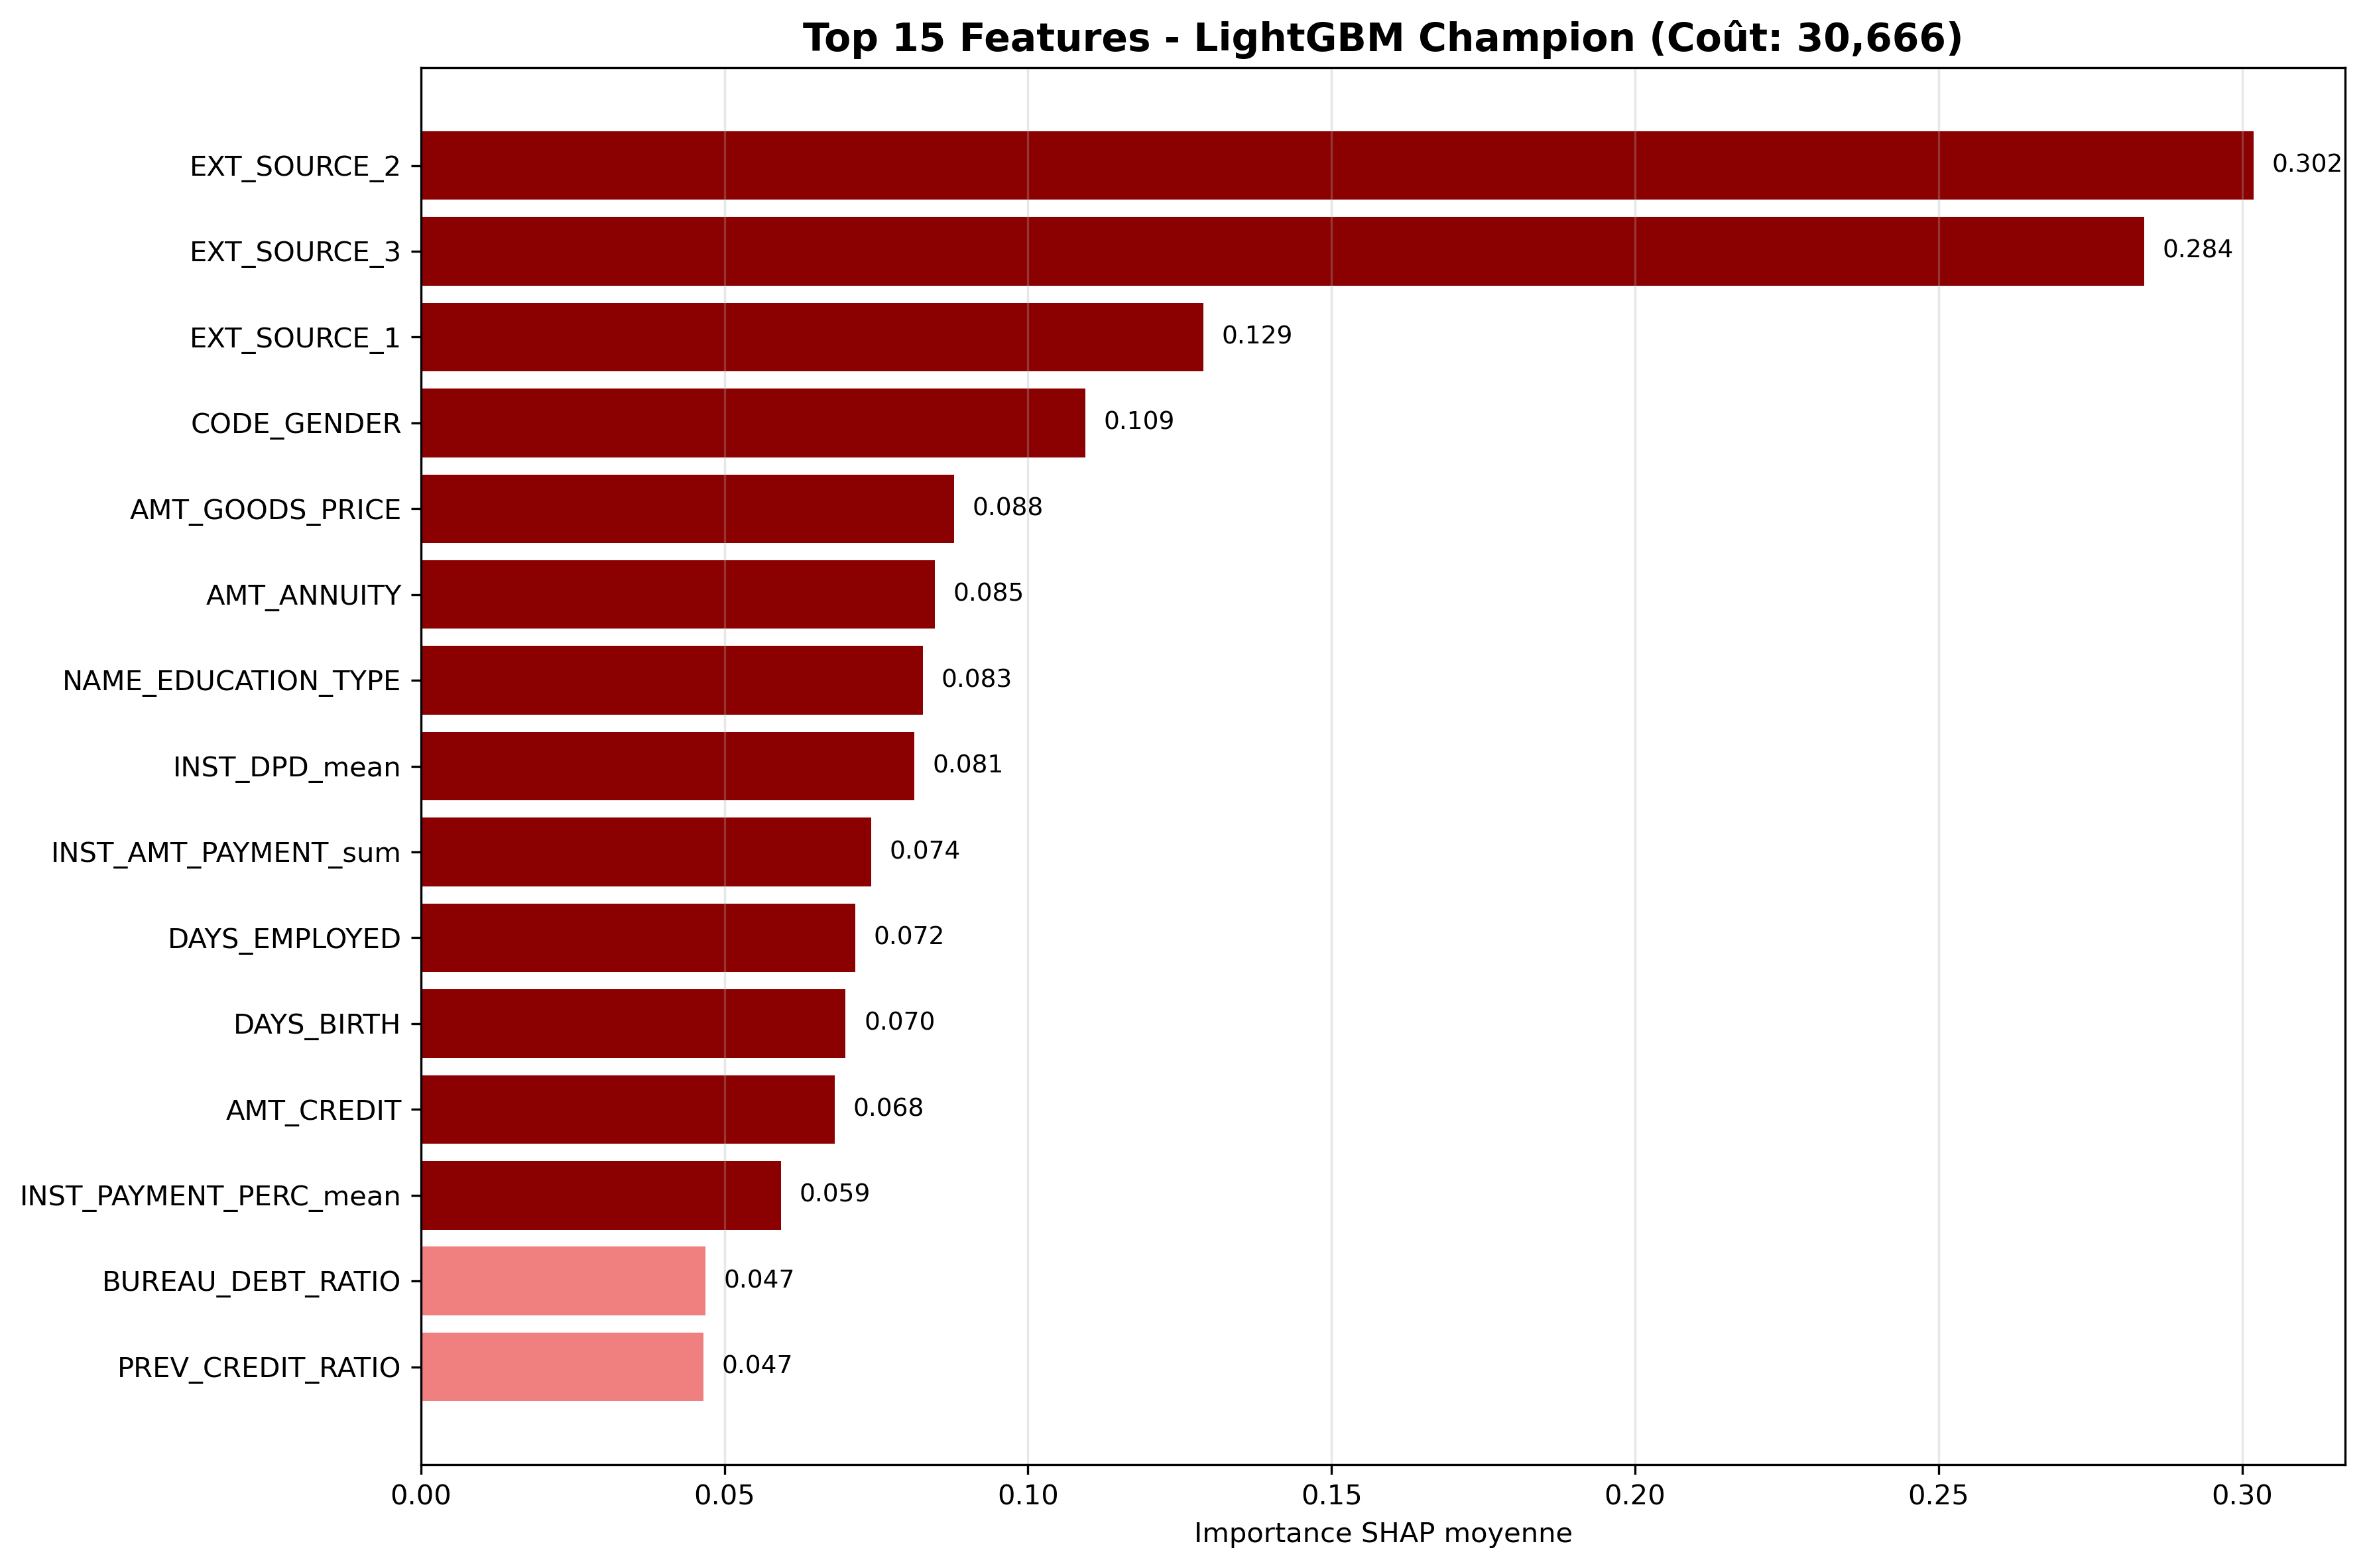 Top 15 Features - LightGBM Champion (Coût: 30,666)
EXT_SOURCE_2 0.302
EXT_SOURCE_3 0.284
EXT_SOURCE_1 0.129
CODE_GENDER 0.109
AMT_GOODS_PRICE 0.088
AMT_ANNUITY 0.085
NAME_EDUCATION_TYPE 0.083
INST_DPD_mean 0.081
INST_AMT_PAYMENT_sum 0.074
DAYS_EMPLOYED 0.072
DAYS_BIRTH 0.070
AMT_CREDIT 0.068
INST_PAYMENT_PERC_mean 0.059
BUREAU_DEBT_RATIO 0.047
PREV_CREDIT_RATIO 0.047
0.00 0.05 0.10 0.15 0.20 0.25 0.30
Importance SHAP moyenne